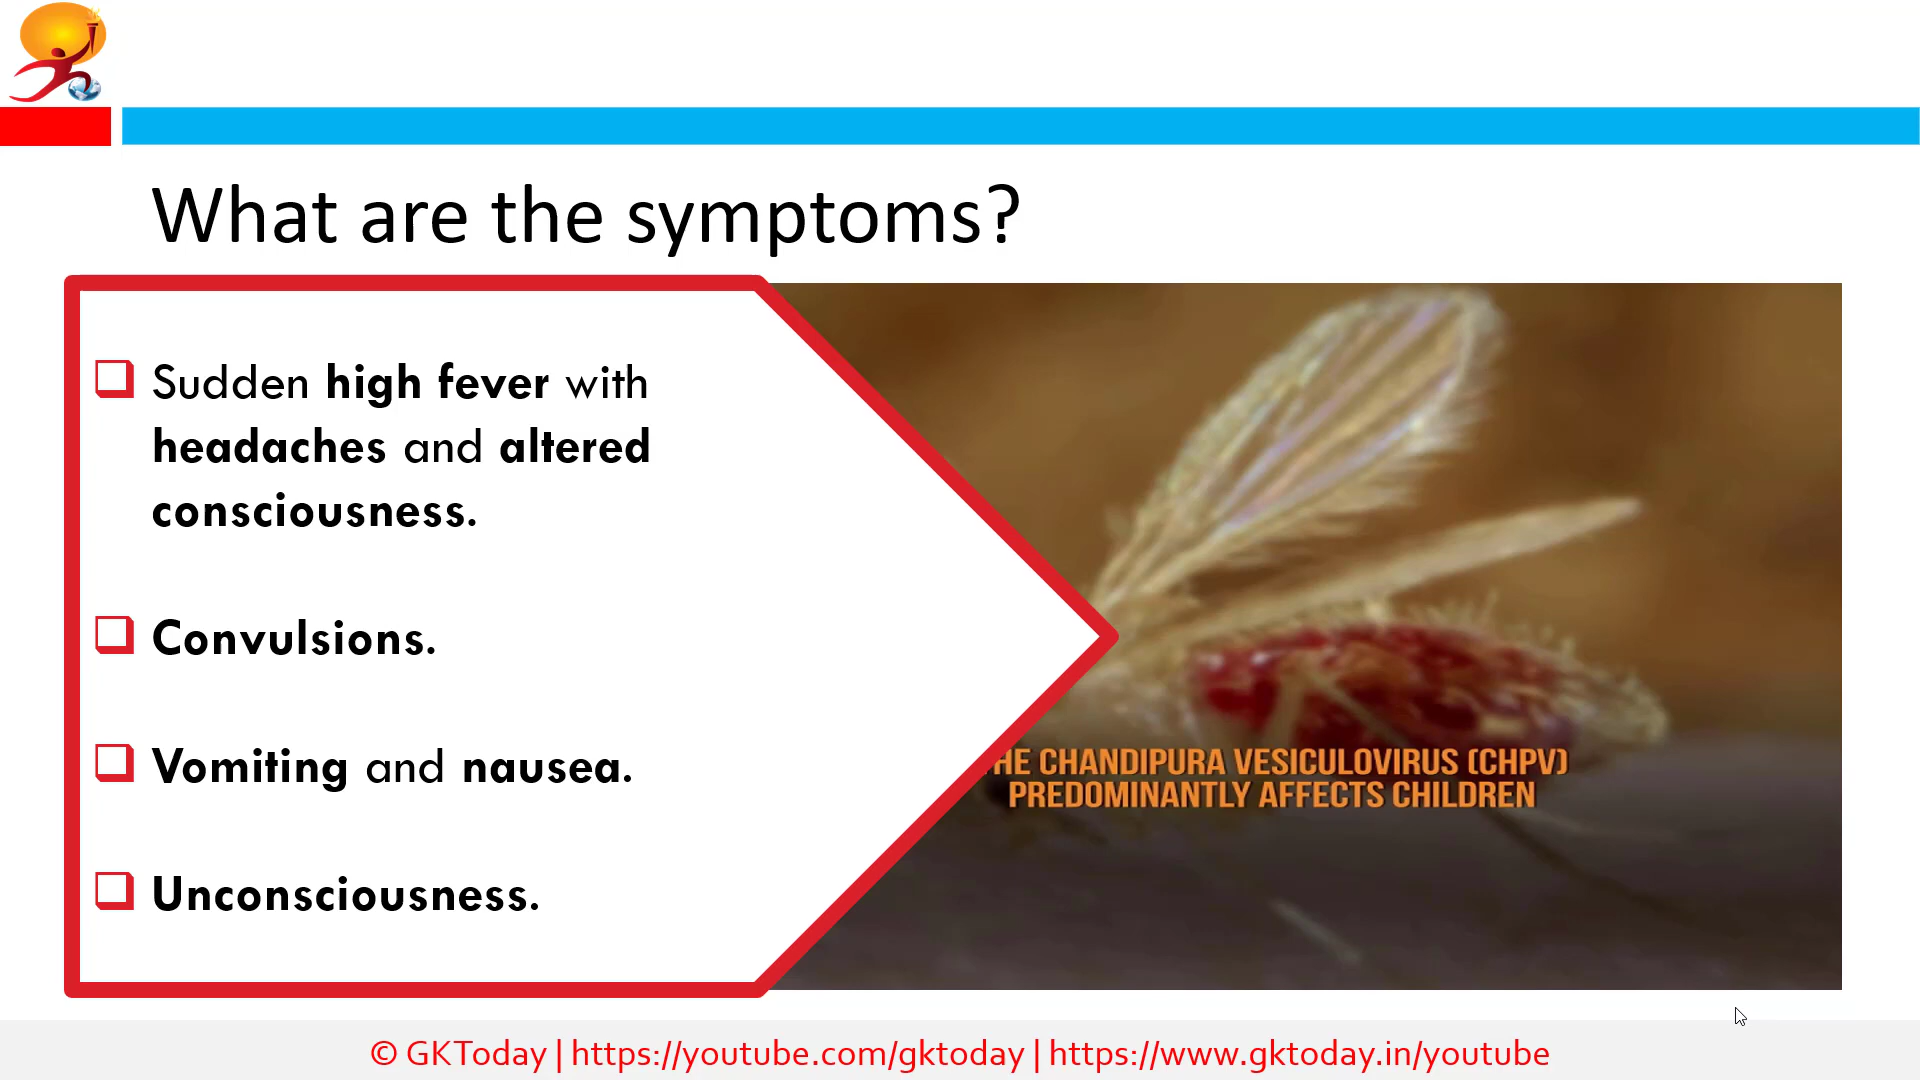 What are the symptoms?
Sudden high fever with
headaches and altered
consciousness.
Convulsions.
Vomiting and nausea.
Unconsciousness.
HE CHANDIPURA VESICULOVIRUS (CHPV)
PREDOMINANTLY AFFECTS CHILDREN
© GKToday | https://youtube.com/gktoday | https://www.gktoday.in/youtube